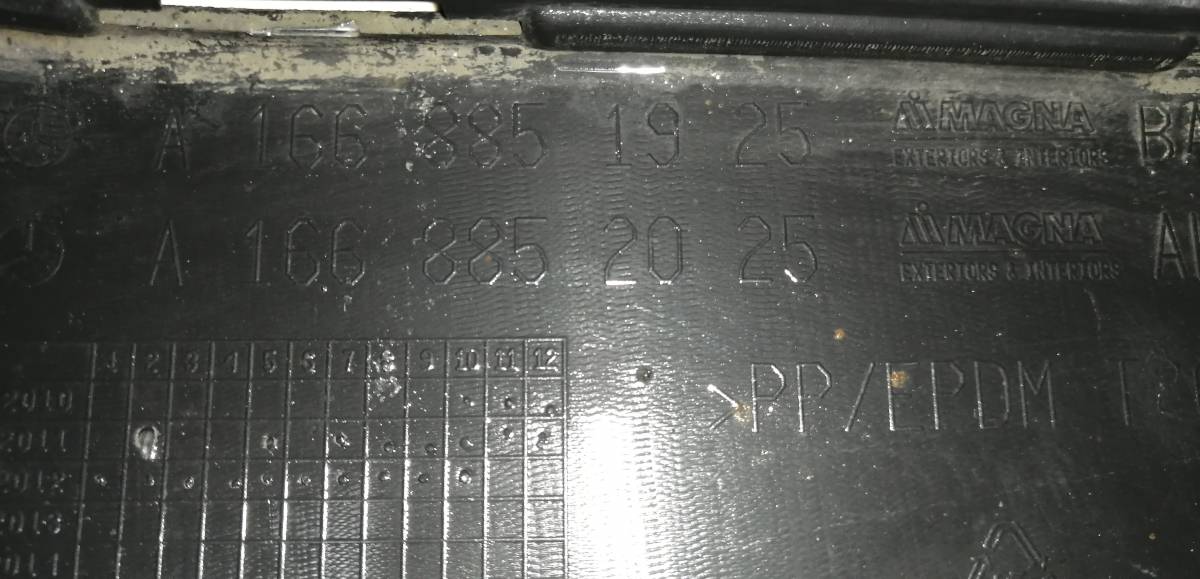 A 166 885 19 25 MAGNA
EXTERIORS & INTERIORS
A 166 885 20 25 MAGNA
EXTERIORS & INTERIORS
1 2 3 4 5 6 7 8 9 10 11 12
2010
2011
2012
2013
>PP/EPDM